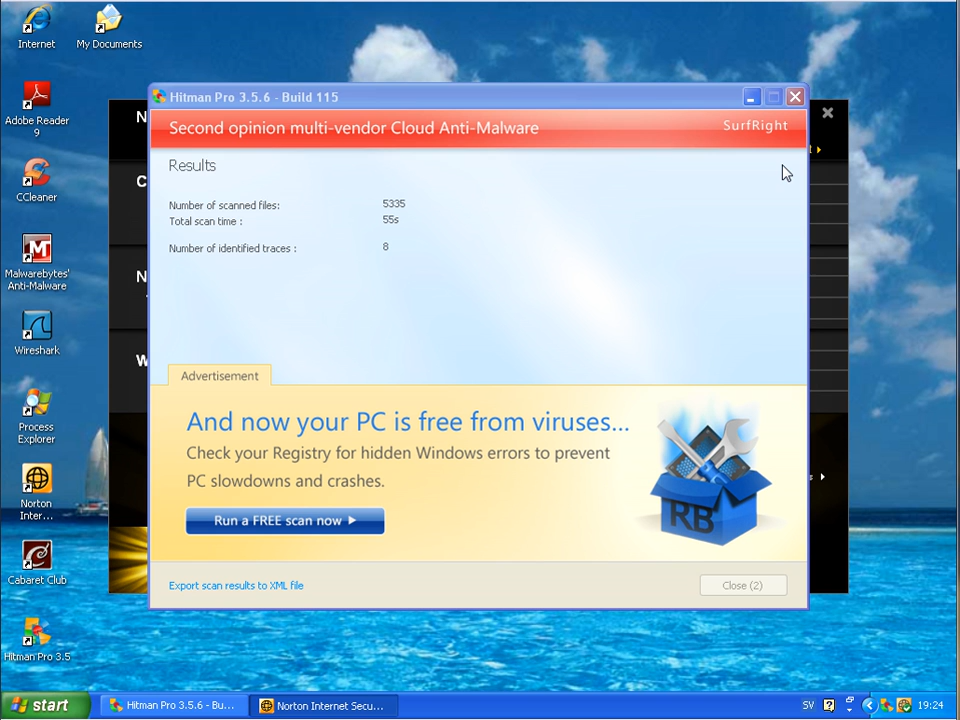 Internet
My Documents
Adobe Reader
9
CCleaner
Malwarebytes'
Anti-Malware
Wireshark
Process
Explorer
Norton
Inter...
Cabaret Club
Hitman Pro 3.5
N
C
N
W
Hitman Pro 3.5.6 - Build 115
Second opinion multi-vendor Cloud Anti-Malware
SurfRight
Results
Number of scanned files: 5335
Total scan time : 55s
Number of identified traces : 8
Advertisement
And now your PC is free from viruses...
Check your Registry for hidden Windows errors to prevent
PC slowdowns and crashes.
Run a FREE scan now
RB
Export scan results to XML file
Close (2)
start
Hitman Pro 3.5.6 - Bu...
Norton Internet Secu...
SV
19:24